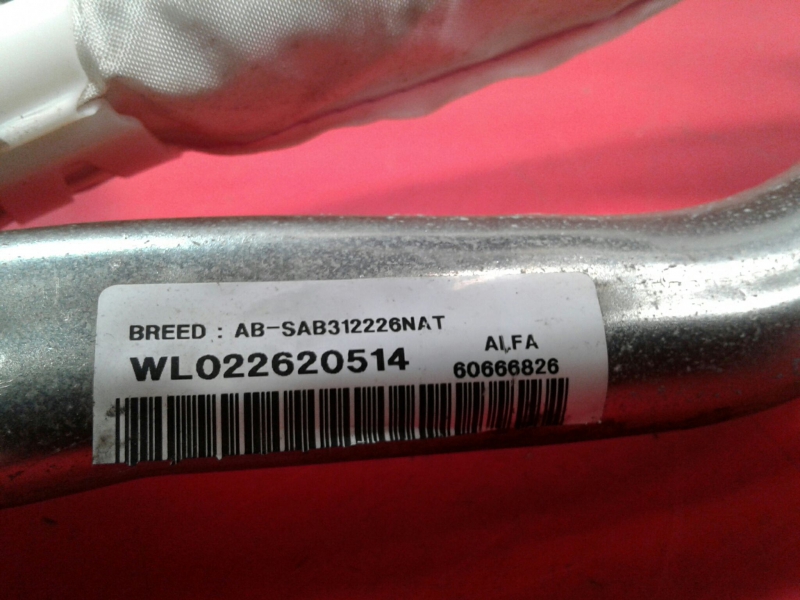 BREED : AB-SAB312226NAT
WL022620514
ALFA
60666826